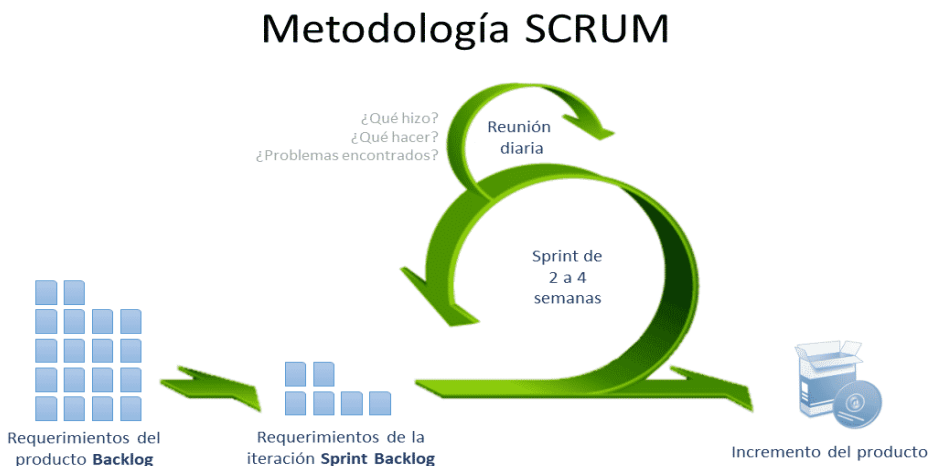 Metodología SCRUM
¿Qué hizo?
¿Qué hacer?
¿Problemas encontrados?
Reunión
diaria
Sprint de
2 a 4
semanas
Requerimientos del
producto Backlog
Requerimientos de la
iteración Sprint Backlog
Incremento del producto